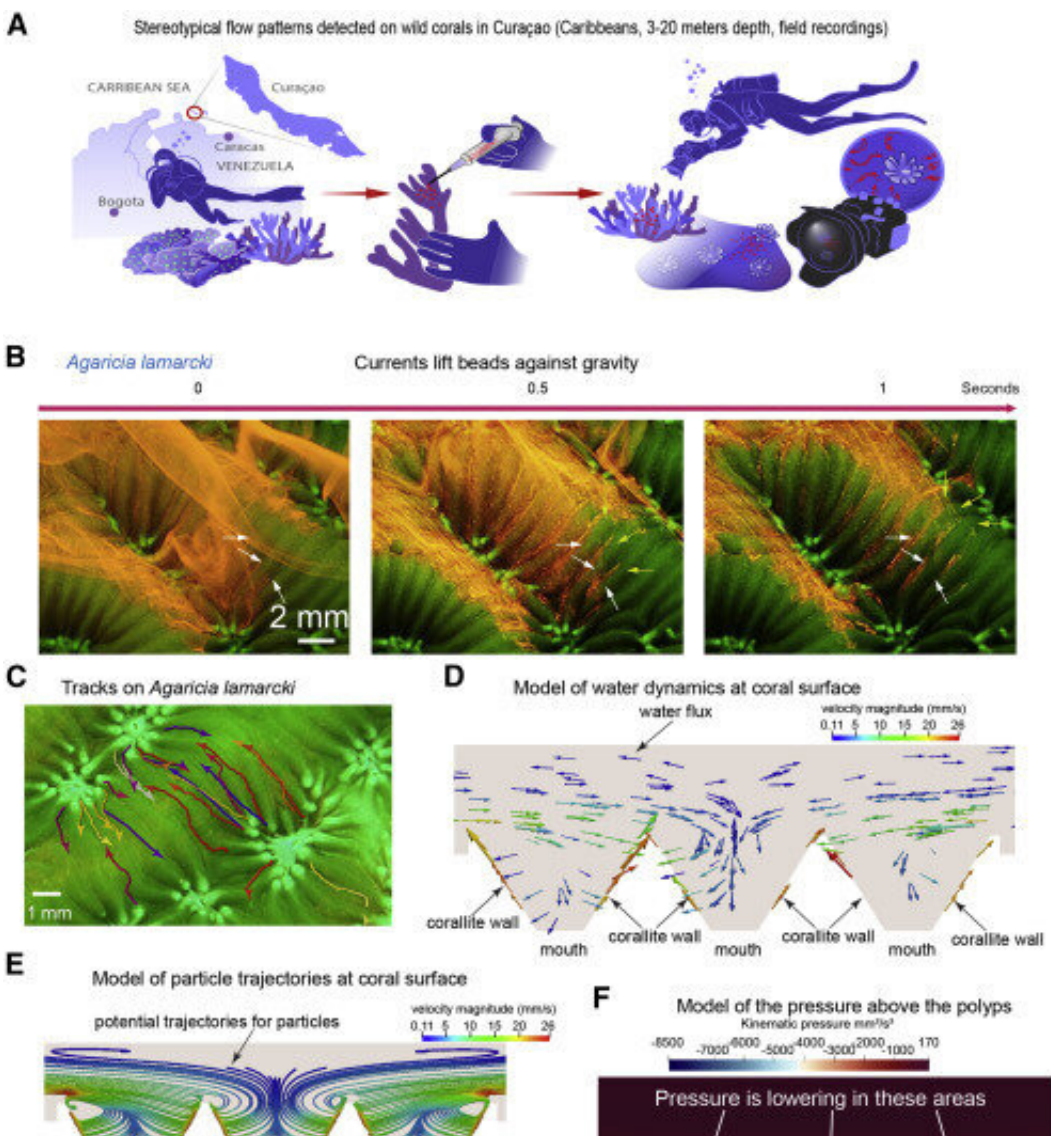 A
Stereotypical flow patterns detected on wild corals in Curaçao (Caribbeans, 3-20 meters depth, field recordings)
CARRIBEAN SEA
Curaçao
Caracas
VENEZUELA
Bogota
B
Agaricia lamarcki
Currents lift beads against gravity
0
0.5
1
Seconds
2 mm
C
Tracks on Agaricia lamarcki
1 mm
D
Model of water dynamics at coral surface
water flux
velocity magnitude (mm/s)
0.11 5 10 15 20 26
corallite wall
corallite wall
corallite wall
corallite wall
mouth
mouth
mouth
E
Model of particle trajectories at coral surface
velocity magnitude (mm/s)
0.11 5 10 15 20 26
potential trajectories for particles
F
Model of the pressure above the polyps
Kinematic pressure mm²/s²
-8500 -5000 -3000 -2000 170
-7000 -6000 -4000 -1000
Pressure is lowering in these areas